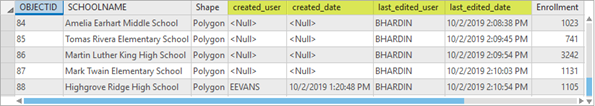 OBJECTID SCHOOLNAME Shape created_user created_date last_edited_user last_edited_date Enrollment
84 Amelia Earhart Middle School Polygon <Null> <Null> BHARDIN 10/2/2019 2:08:38 PM 1023
85 Tomas Rivera Elementary School Polygon <Null> <Null> BHARDIN 10/2/2019 2:09:45 PM 741
86 Martin Luther King High School Polygon <Null> <Null> BHARDIN 10/2/2019 2:09:54 PM 3242
87 Mark Twain Elementary School Polygon <Null> <Null> BHARDIN 10/2/2019 2:10:03 PM 1131
88 Highgrove Ridge High School Polygon EEVANS 10/2/2019 1:20:48 PM BHARDIN 10/2/2019 2:10:54 PM 1105